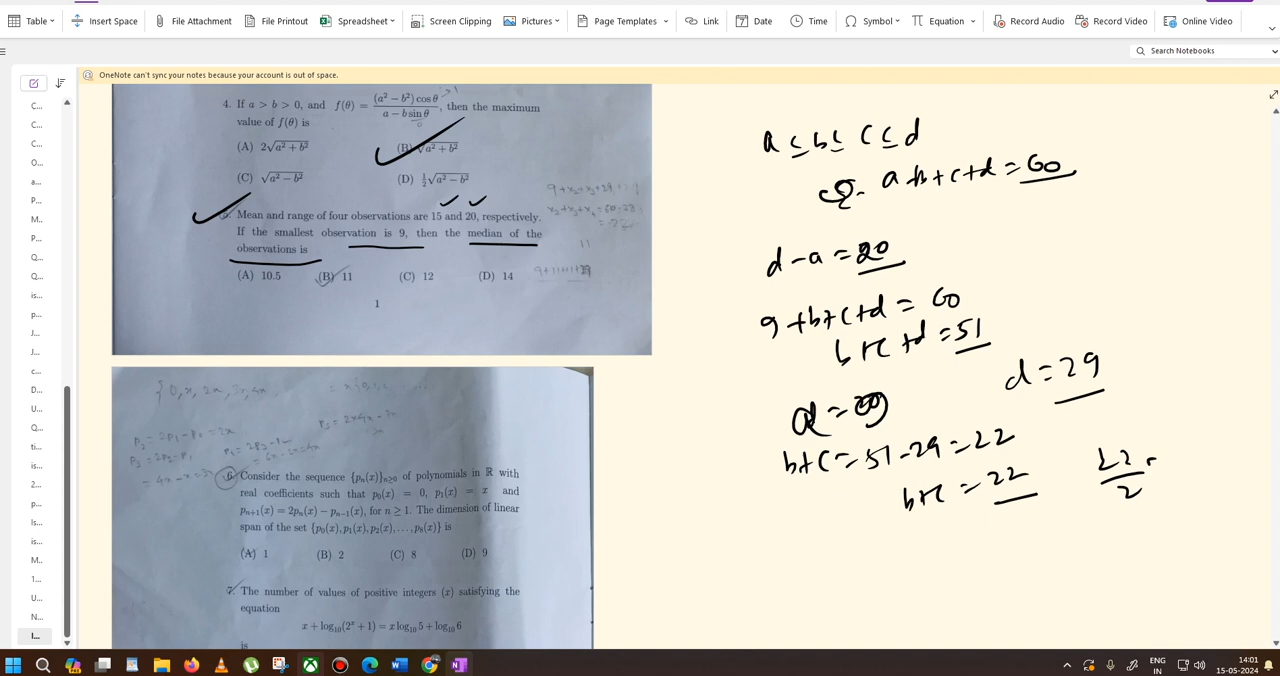 Table
Insert Space
File Attachment
File Printout
Spreadsheet
Screen Clipping
Pictures
Page Templates
Link
Date
Time
Symbol
Equation
Record Audio
Record Video
Online Video
Search Notebooks
OneNote can't sync your notes because your account is out of space.
C...
C...
C...
O...
a...
P...
M...
C...
Q...
Q...
is...
p...
J...
J...
c...
D...
U...
Q...
ti...
is...
2...
p...
is...
M...
1...
U...
N...
I...
4. If a > b > 0, and f(θ) = (a² − b²) cos θ / a − b sin θ, then the maximum
value of f(θ) is
(A) 2√a² + b²
(B) √a² + b²
(C) √a² − b²
(D) ½√a² − b²
Mean and range of four observations are 15 and 20, respectively.
If the smallest observation is 9, then the median of the
observations is
(A) 10.5 (B) 11 (C) 12 (D) 14
11
1
6. Consider the sequence {pₙ(x)}ₙ≥₀ of polynomials in ℝ with
real coefficients such that p₀(x) = 0, p₁(x) = x and
pₙ₊₁(x) = 2pₙ(x) − pₙ₋₁(x), for n ≥ 1. The dimension of linear
span of the set {p₀(x), p₁(x), p₂(x), . . . , p₈(x)} is
(A) 1 (B) 2 (C) 8 (D) 9
7. The number of values of positive integers (x) satisfying the
equation
x + log₁₀(2ˣ + 1) = x log₁₀ 5 + log₁₀ 6
is
a ≤ b ≤ c ≤ d
a+b+c+d = 60
d − a = 20
9+b+c+d = 60
b+c+d = 51
d = 29
b+c = 51−29 = 22
b+c = 22
22/2
ENG
IN
14:01
15-05-2024